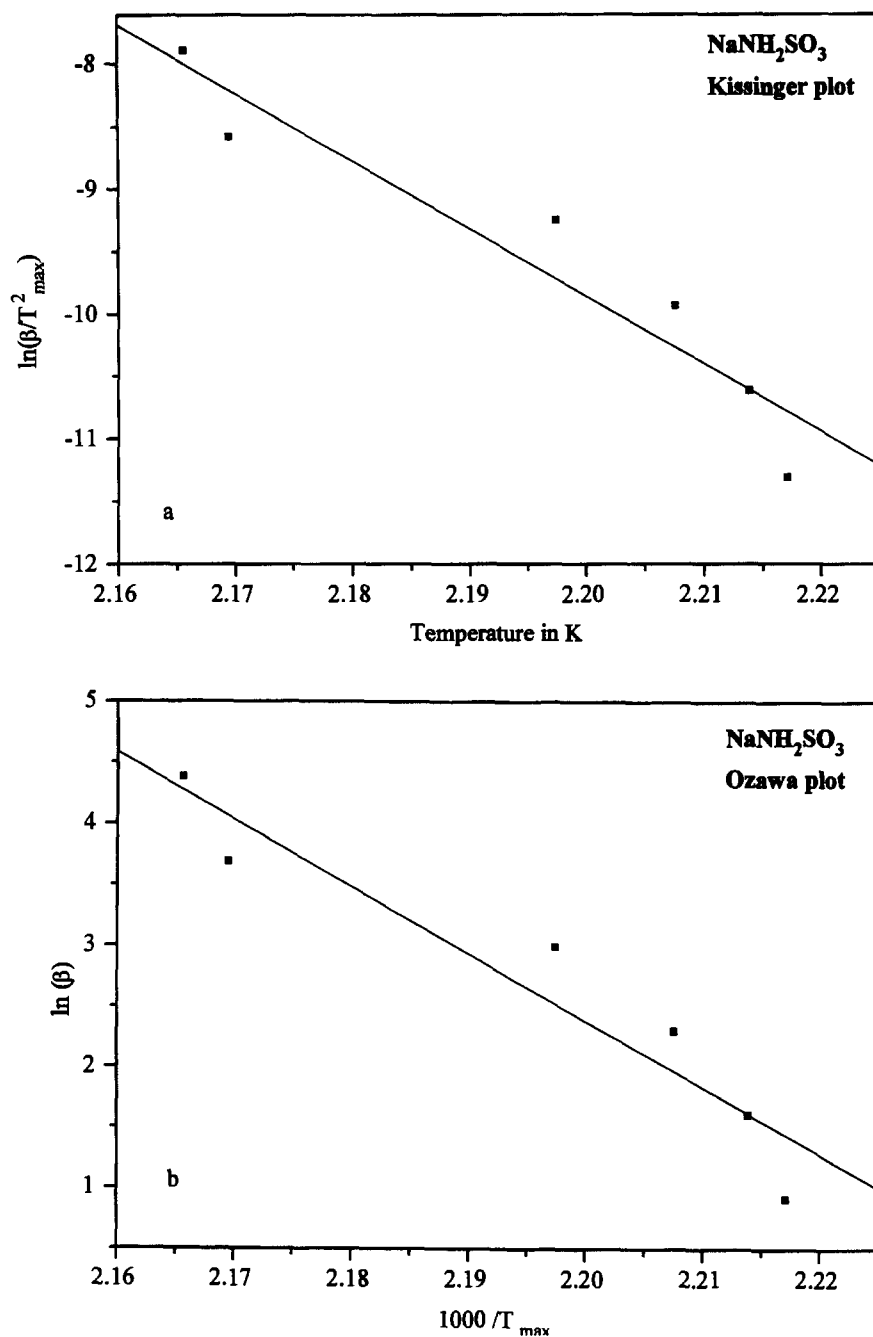 NaNH₂SO₃
Kissinger plot
-8
-9
-10
-11
-12
ln(β/T²max)
a
2.16 2.17 2.18 2.19 2.20 2.21 2.22
Temperature in K
NaNH₂SO₃
Ozawa plot
5
4
3
2
1
ln (β)
b
2.16 2.17 2.18 2.19 2.20 2.21 2.22
1000 /T max